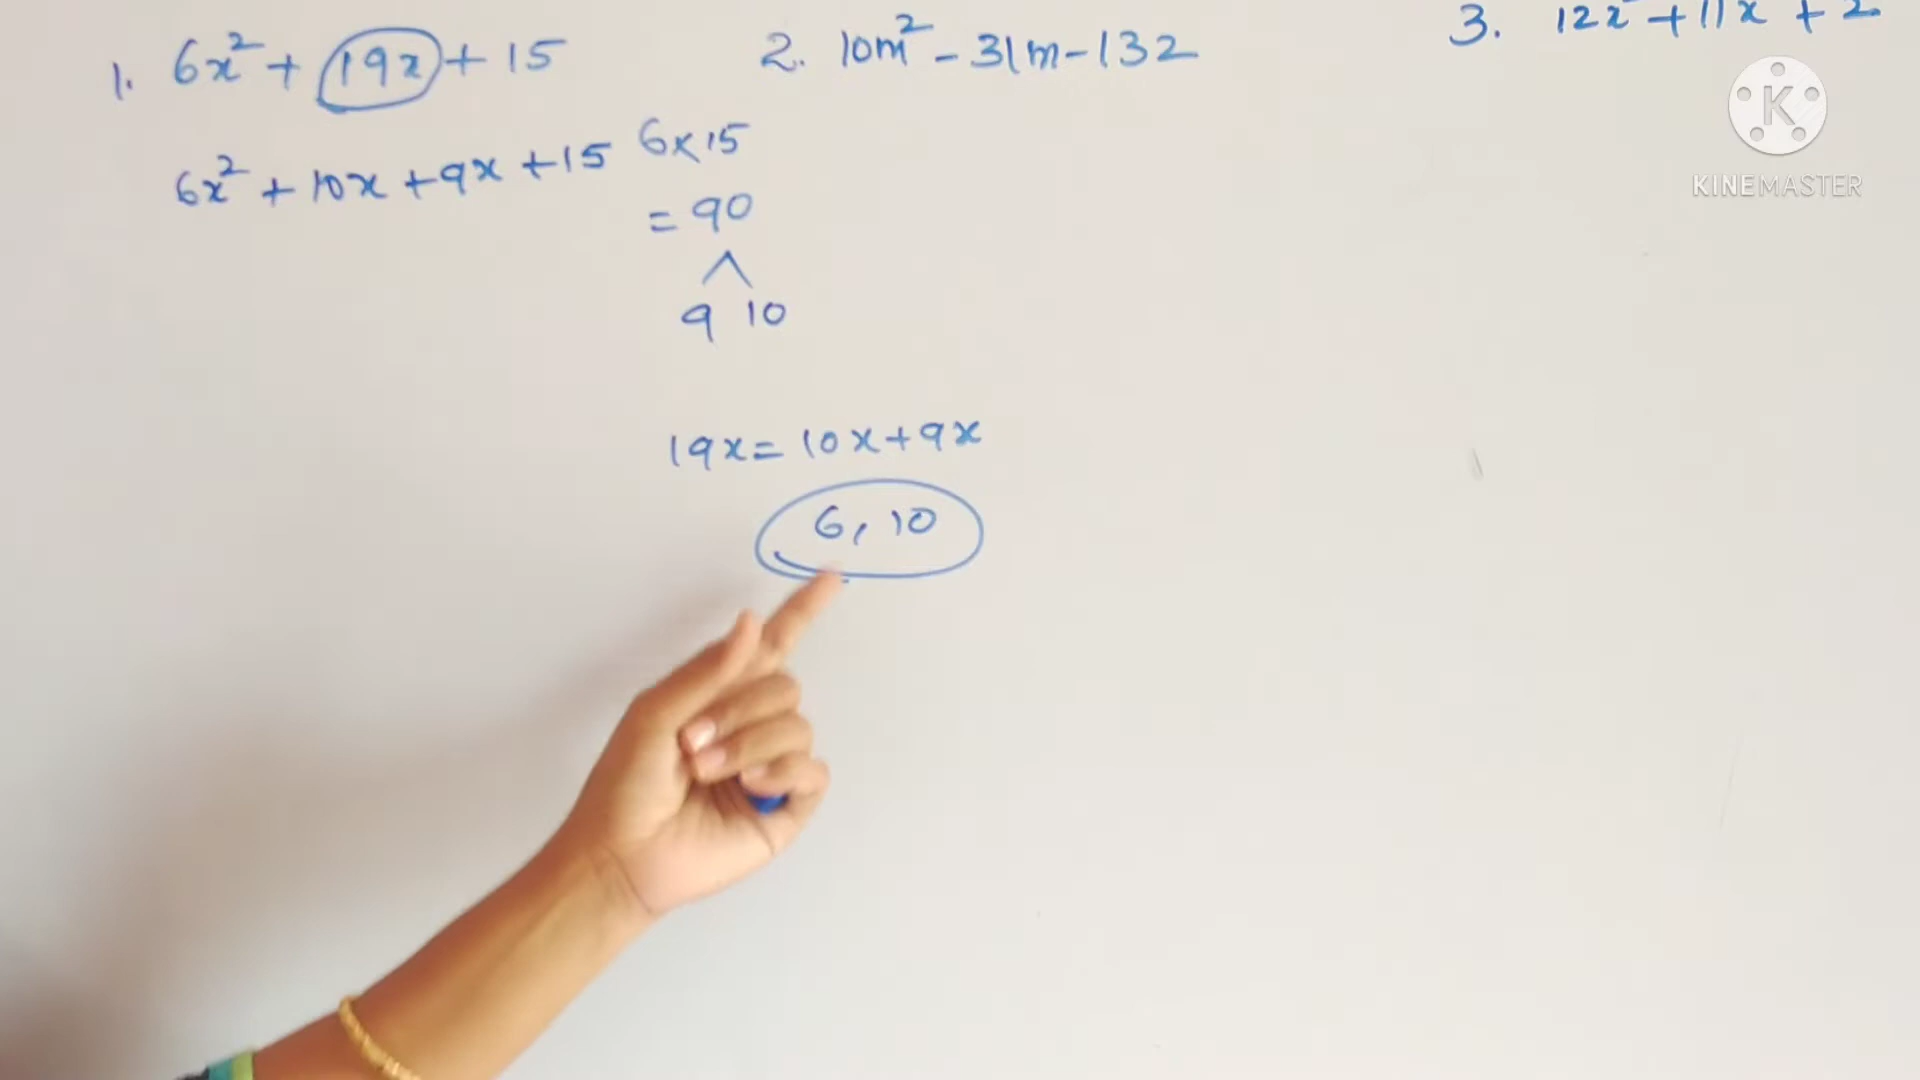 1. 6x² + 19x + 15
2. 10m² - 31m - 132
3. 12x² + 11x + 2
KINEMASTER
6x² + 10x + 9x + 15
6x15
= 90
9 10
19x = 10x + 9x
6, 10